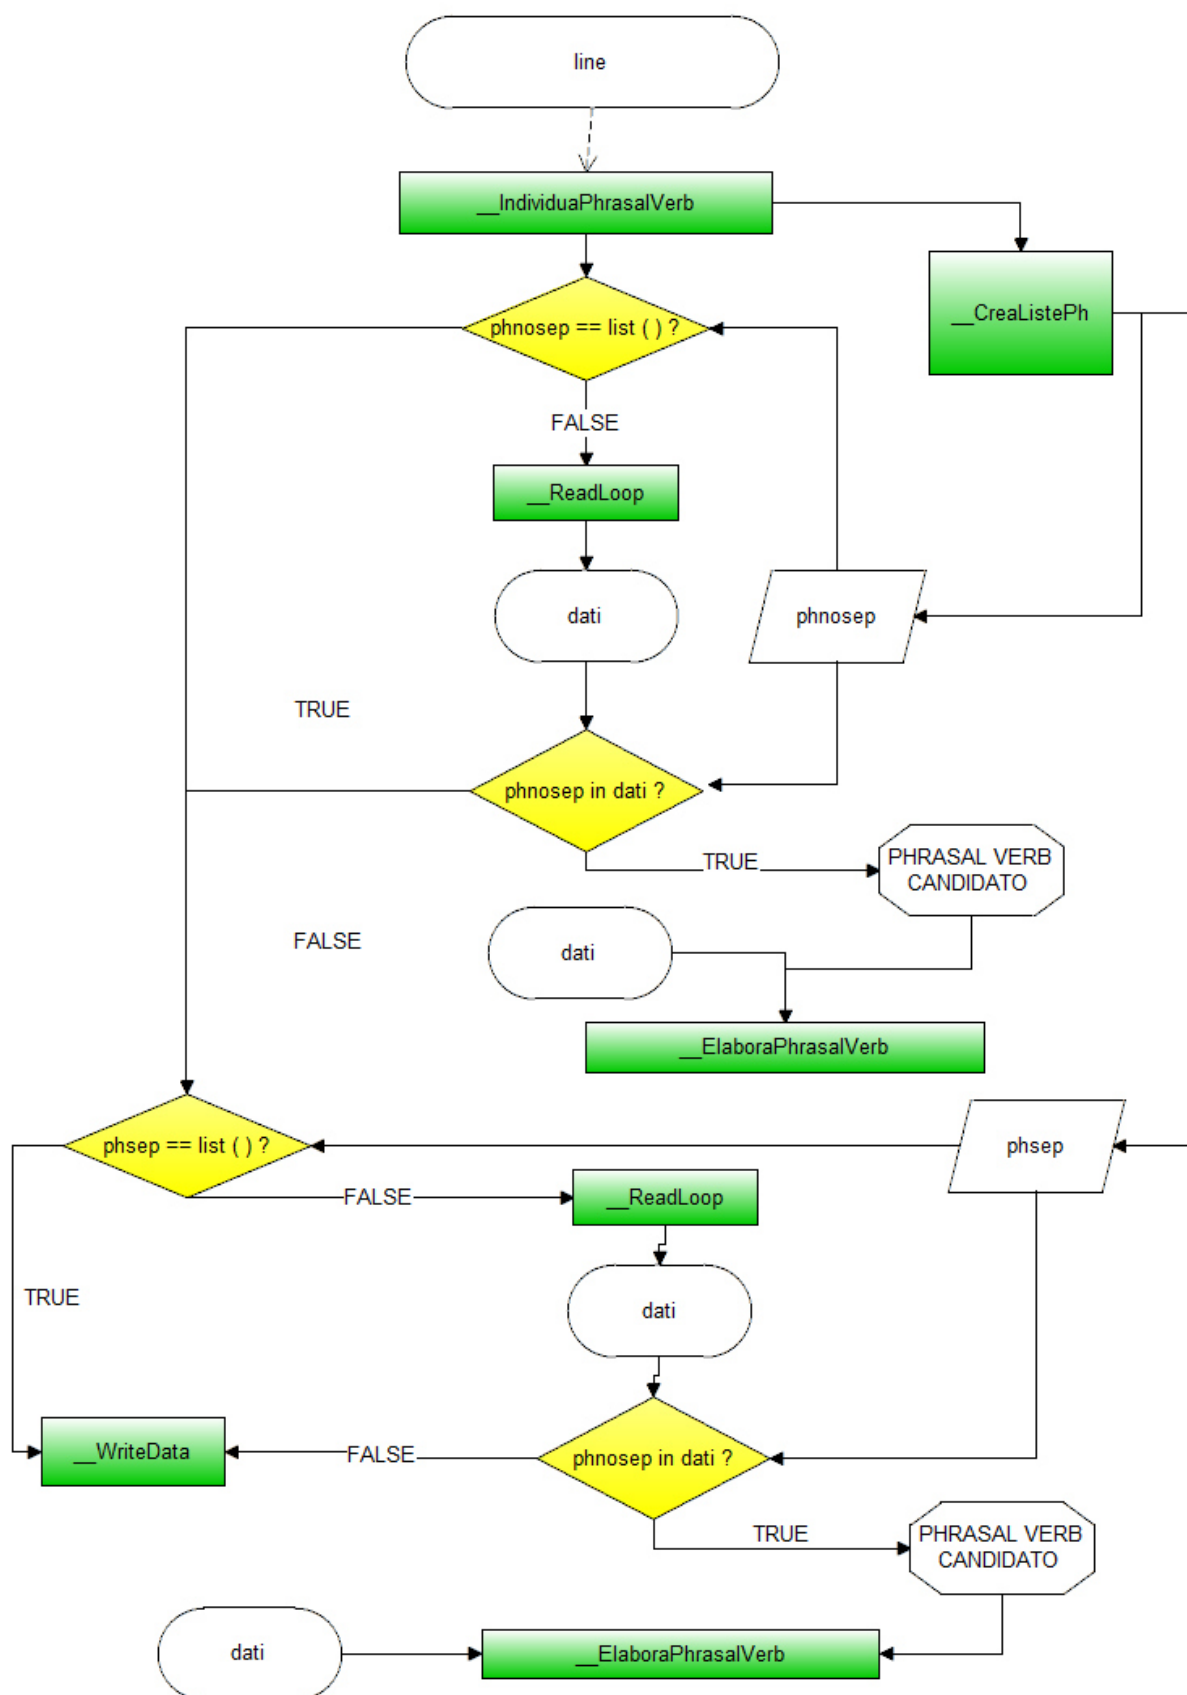 line
__IndividuaPhrasalVerb
__CreaListePh
phnosep == list ( ) ?
FALSE
__ReadLoop
dati
phnosep
TRUE
phnosep in dati ?
TRUE
PHRASAL VERB
CANDIDATO
FALSE
dati
__ElaboraPhrasalVerb
phsep == list ( ) ?
phsep
FALSE
__ReadLoop
TRUE
dati
__WriteData
FALSE
phnosep in dati ?
TRUE
PHRASAL VERB
CANDIDATO
dati
__ElaboraPhrasalVerb